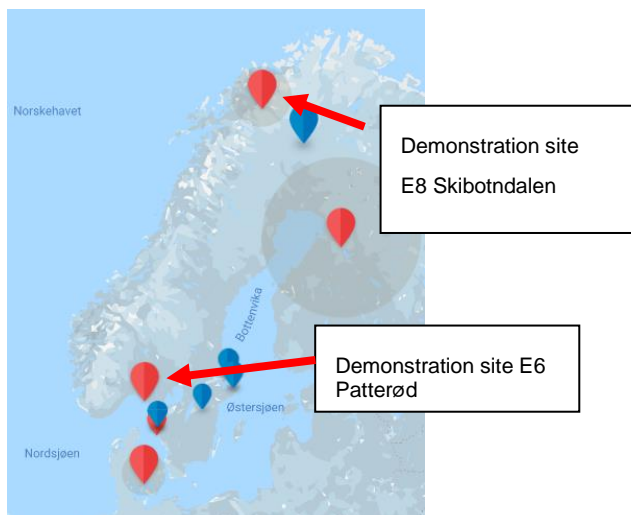 Norskehavet
Demonstration site
E8 Skibotndalen
Bottenvika
Demonstration site E6
Patterød
Østersjøen
Nordsjøen